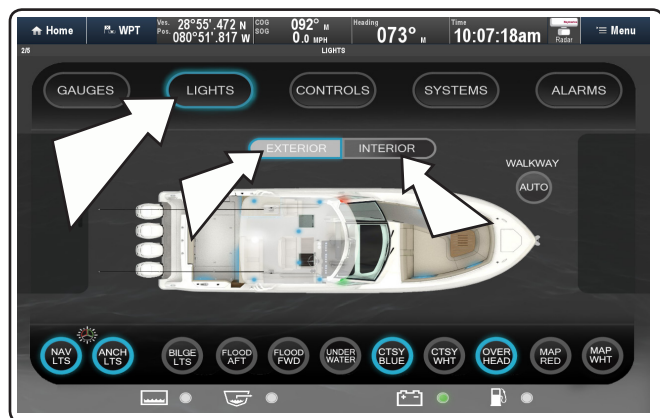 Home WPT Ves. Pos. 28°55'.472 N 080°51'.817 W COG SOG 092° M 0.0 MPH Heading 073° M Time 10:07:18am Radar Menu
2/5 LIGHTS
GAUGES LIGHTS CONTROLS SYSTEMS ALARMS
EXTERIOR INTERIOR
WALKWAY
AUTO
NAV LTS ANCH LTS BILGE LTS FLOOD AFT FLOOD FWD UNDER WATER CTSY BLUE CTSY WHT OVER HEAD MAP RED MAP WHT